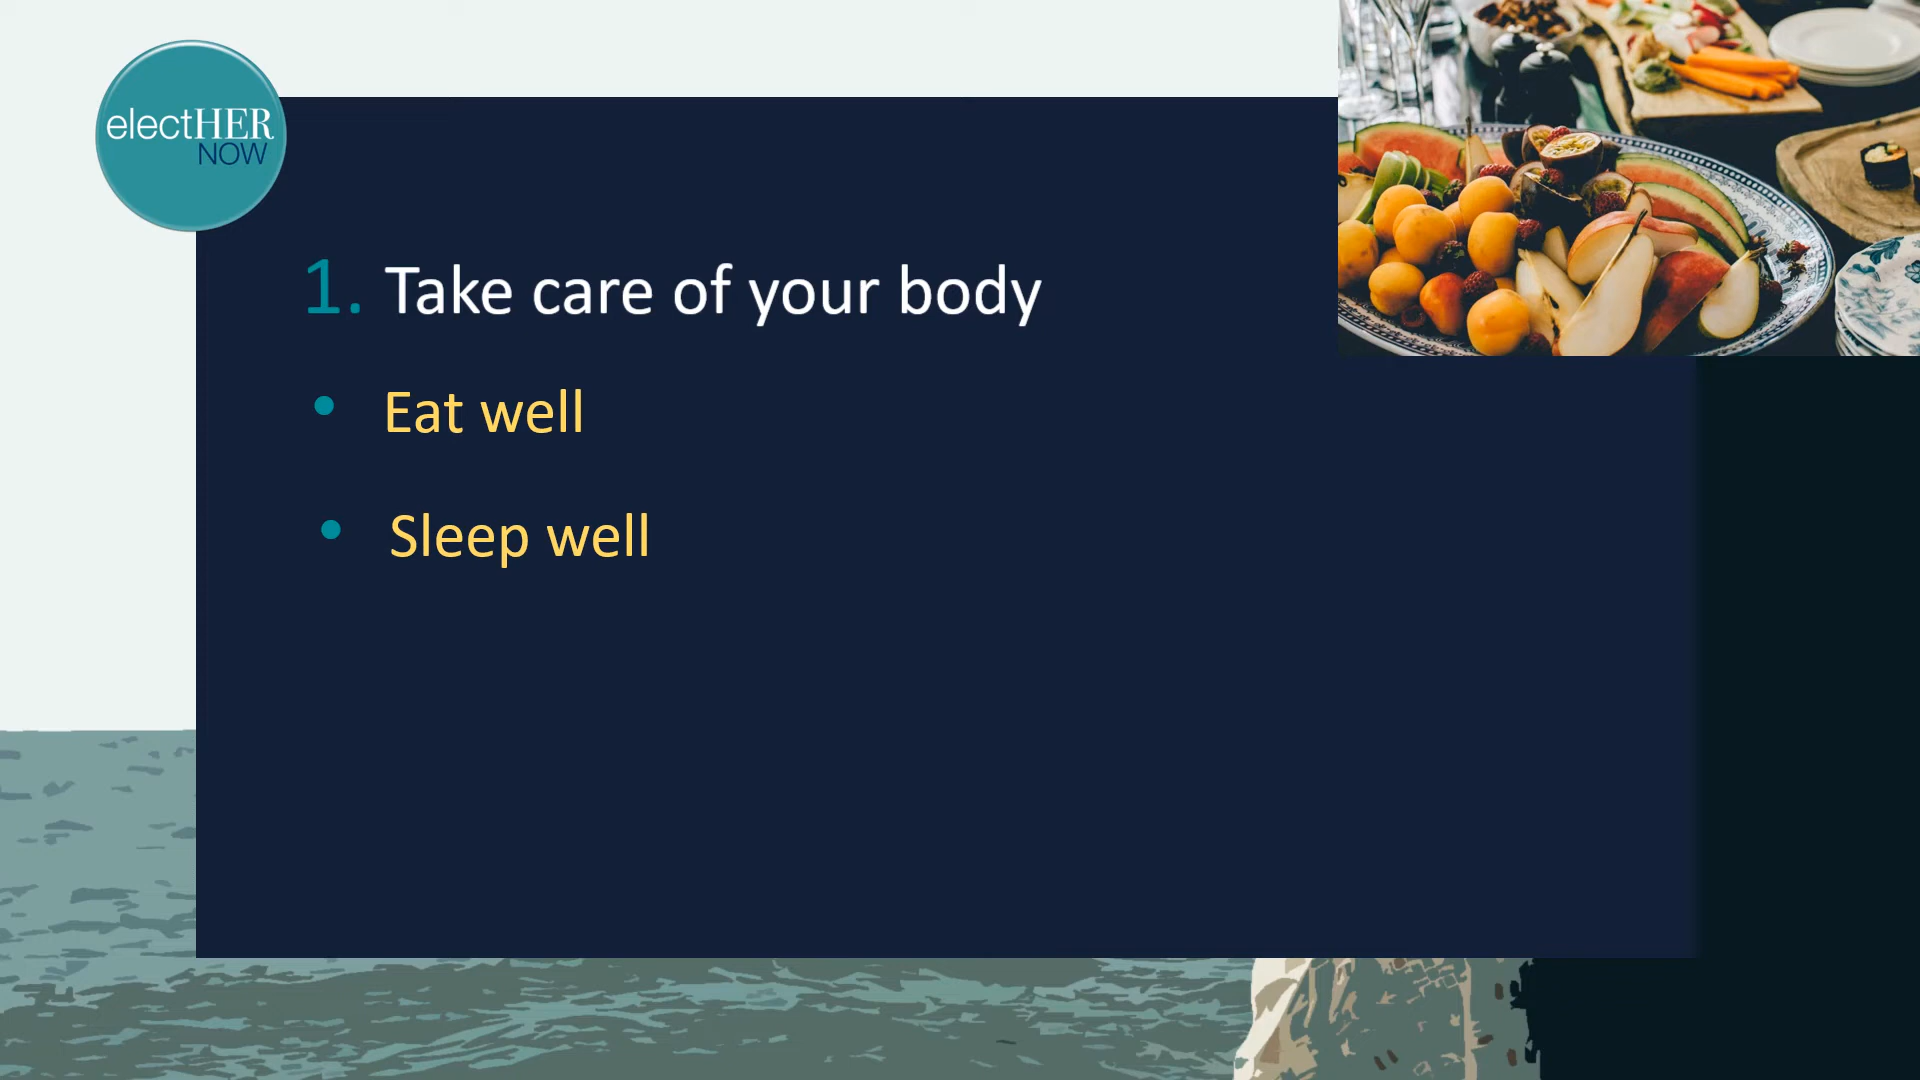 electHER
NOW
1. Take care of your body
• Eat well
• Sleep well